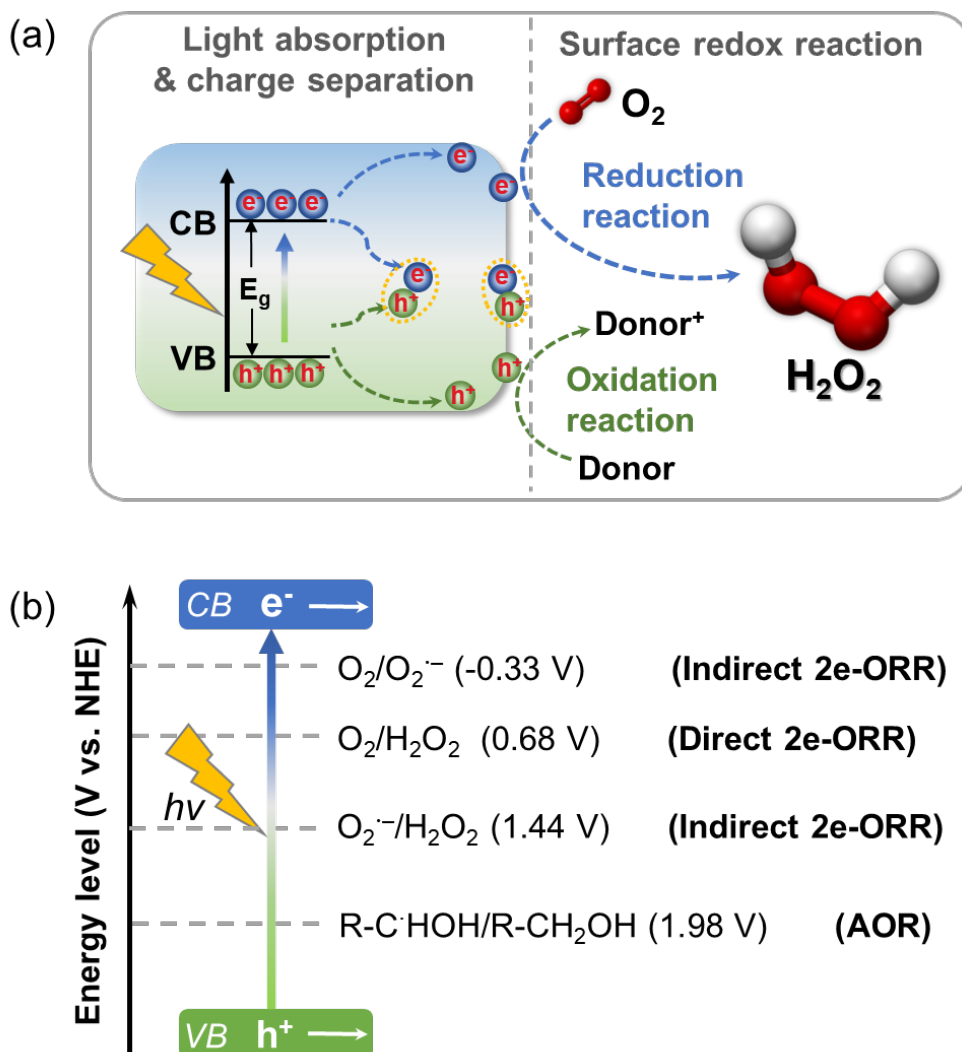 (a)
Light absorption
& charge separation
Surface redox reaction
O₂
e⁻
e⁻
e⁻ e⁻ e⁻
Reduction
reaction
CB
E_g
e⁻
h⁺
e⁻
h⁺
Donor⁺
VB
h⁺ h⁺ h⁺
h⁺
h⁺
H₂O₂
Oxidation
reaction
Donor
(b)
Energy level (V vs. NHE)
CB e⁻
O₂/O₂·⁻ (-0.33 V) (Indirect 2e-ORR)
O₂/H₂O₂ (0.68 V) (Direct 2e-ORR)
hv
O₂·⁻/H₂O₂ (1.44 V) (Indirect 2e-ORR)
R-C·HOH/R-CH₂OH (1.98 V) (AOR)
VB h⁺